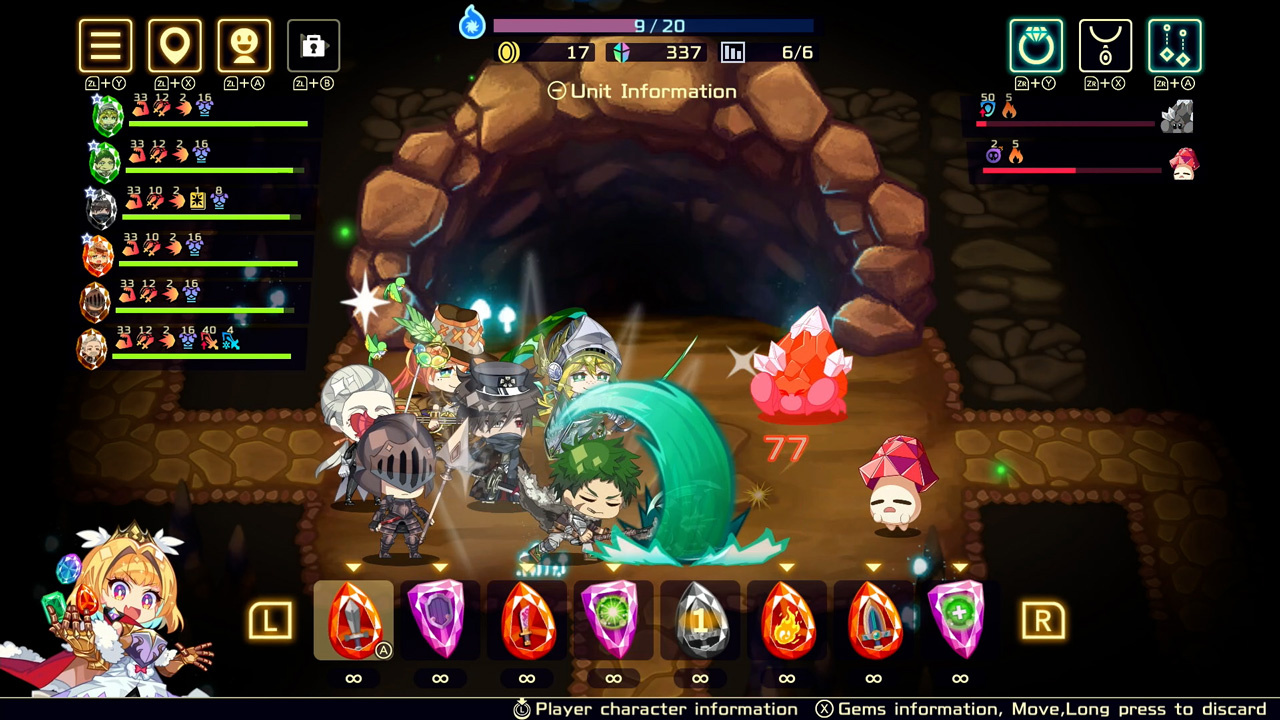 9 / 20
17 337 6/6
ZL+Y ZL+X ZL+A ZL+B
ZR+Y ZR+X ZR+A
Unit Information
33 12 2 16
33 12 2 16
33 10 2 1 8
33 10 2 16
33 12 2 16
33 12 2 16 40 4
50 5
2 5
77
L
1
A
R
∞ ∞ ∞ ∞ ∞ ∞ ∞ ∞
L Player character information X Gems information, Move,Long press to discard